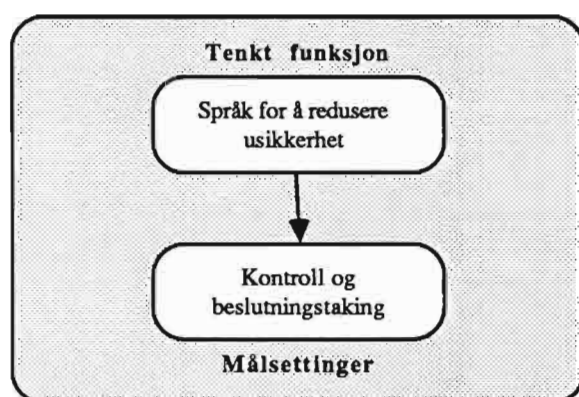 Tenkt funksjon
Språk for å redusere
usikkerhet
Kontroll og
beslutningstaking
Målsettinger